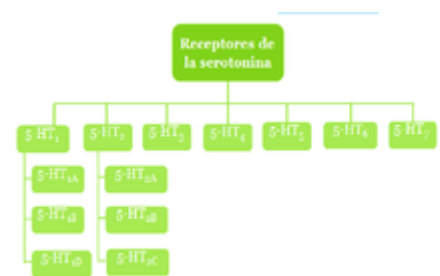 Receptores de
la serotonina
5-HT₁
5-HT₂
5-HT₃
5-HT₄
5-HT₅
5-HT₆
5-HT₇
5-HT₁A
5-HT₂A
5-HT₁B
5-HT₂B
5-HT₁D
5-HT₂C